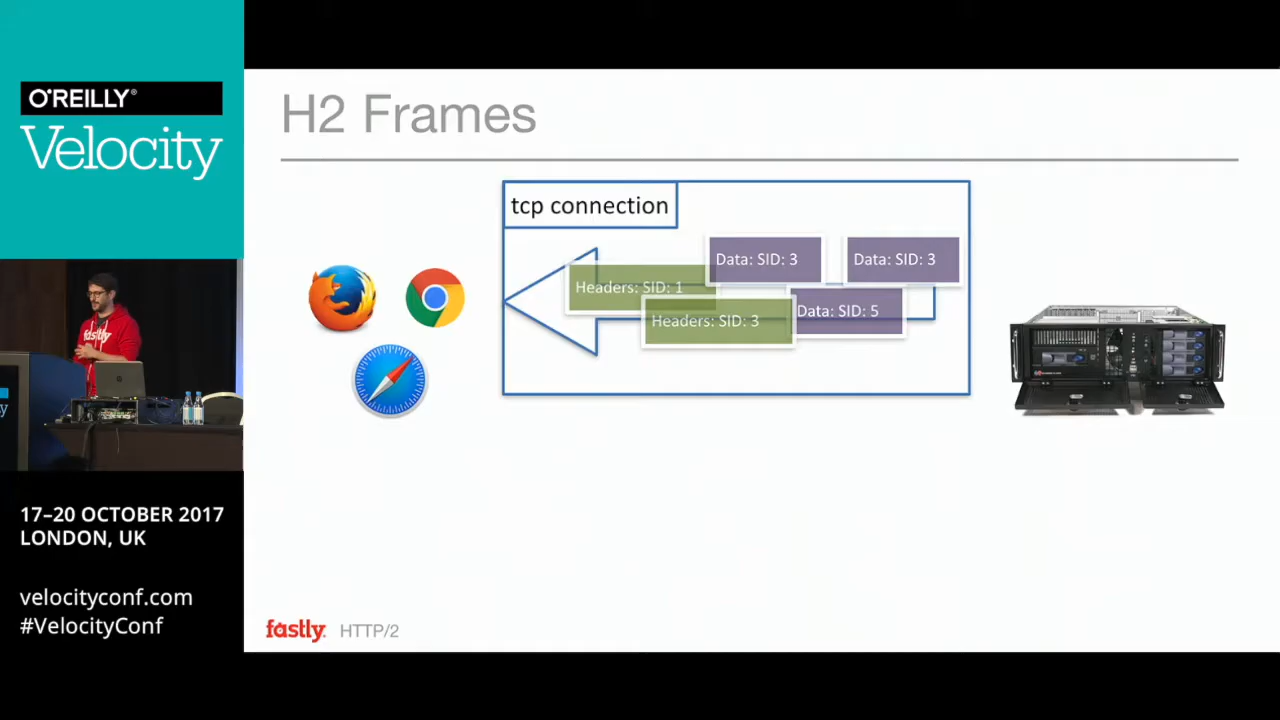 O'REILLY®
Velocity
H2 Frames
tcp connection
Data: SID: 3
Data: SID: 3
Headers: SID: 1
Data: SID: 5
Headers: SID: 3
fastly
17–20 OCTOBER 2017
LONDON, UK
velocityconf.com
#VelocityConf
fastly
HTTP/2